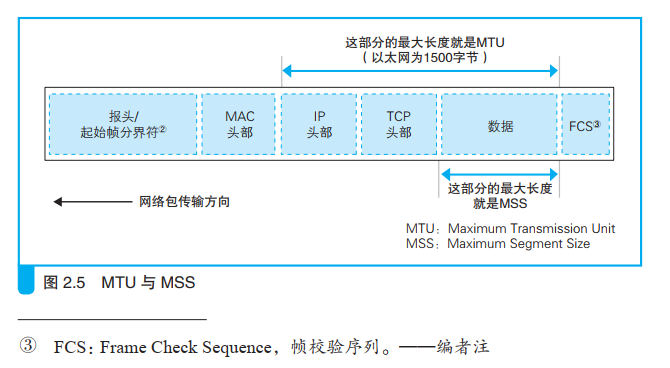 这部分的最大长度就是MTU
（以太网为1500字节）
报头/
起始帧分界符②
MAC
头部
IP
头部
TCP
头部
数据
FCS③
这部分的最大长度
就是MSS
网络包传输方向
MTU：Maximum Transmission Unit
MSS：Maximum Segment Size
图 2.5 MTU 与 MSS
③ FCS: Frame Check Sequence，帧校验序列。——编者注